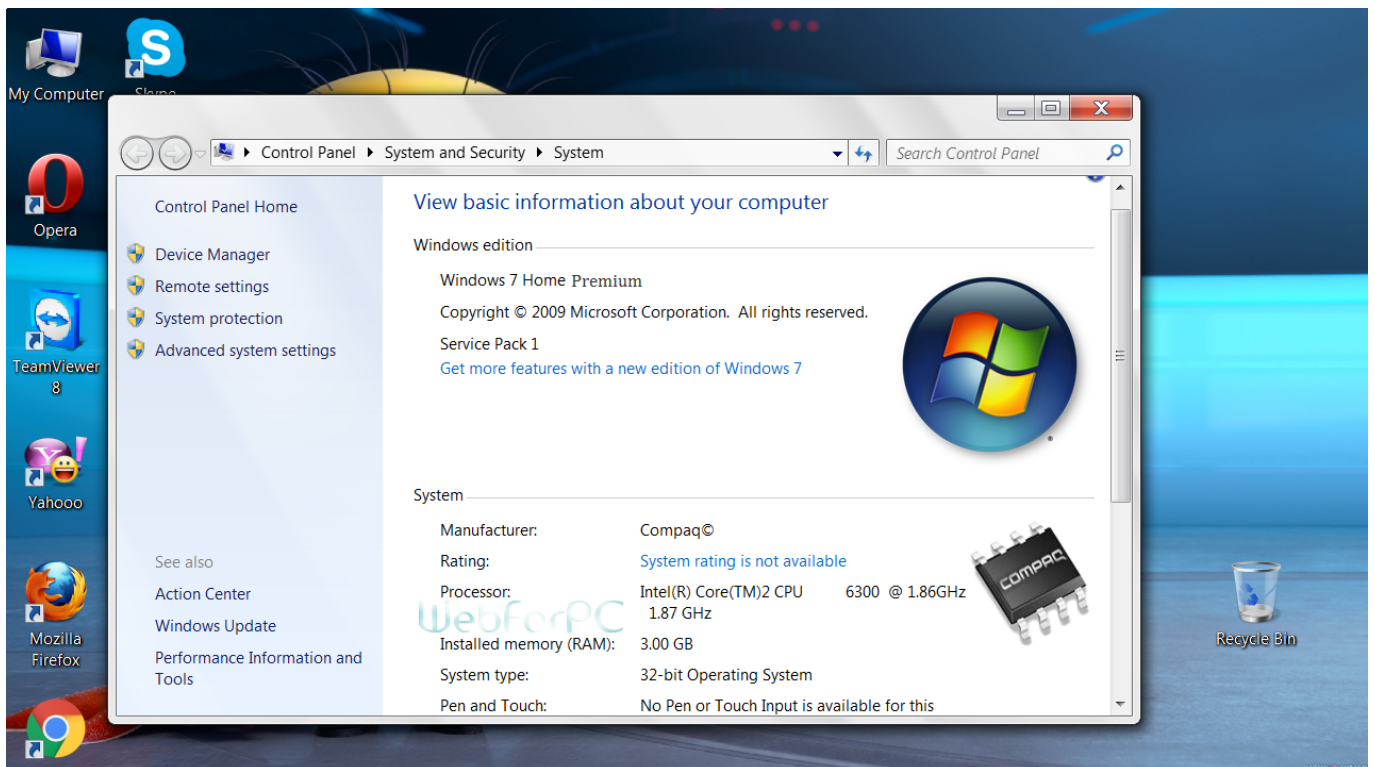 My Computer
Skype
Opera
TeamViewer
8
Yahooo
Mozilla
Firefox
Recycle Bin
Control Panel
System and Security
System
Search Control Panel
Control Panel Home
Device Manager
Remote settings
System protection
Advanced system settings
See also
Action Center
Windows Update
Performance Information and
Tools
View basic information about your computer
Windows edition
Windows 7 Home Premium
Copyright © 2009 Microsoft Corporation. All rights reserved.
Service Pack 1
Get more features with a new edition of Windows 7
System
Manufacturer: Compaq©
Rating: System rating is not available
Processor: Intel(R) Core(TM)2 CPU 6300 @ 1.86GHz
1.87 GHz
WebForPC
Installed memory (RAM): 3.00 GB
System type: 32-bit Operating System
Pen and Touch: No Pen or Touch Input is available for this
COMPAQ